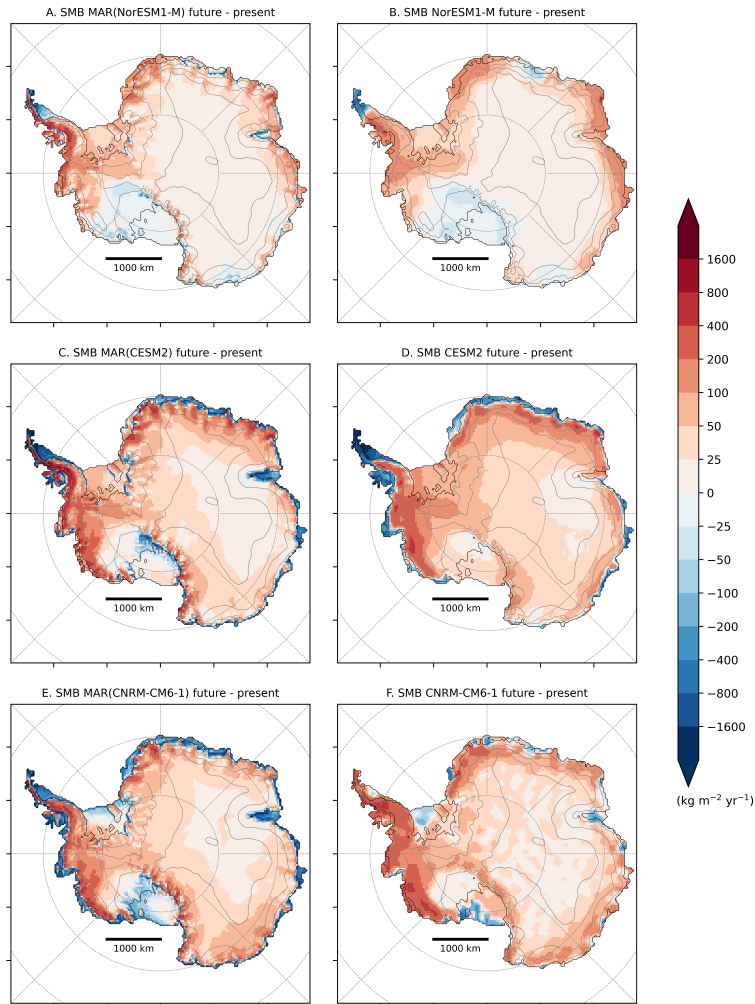 A. SMB MAR(NorESM1-M) future - present
B. SMB NorESM1-M future - present
1000 km
1000 km
C. SMB MAR(CESM2) future - present
D. SMB CESM2 future - present
1000 km
1000 km
E. SMB MAR(CNRM-CM6-1) future - present
F. SMB CNRM-CM6-1 future - present
1000 km
1000 km
1600
800
400
200
100
50
25
0
−25
−50
−100
−200
−400
−800
−1600
(kg m⁻² yr⁻¹)